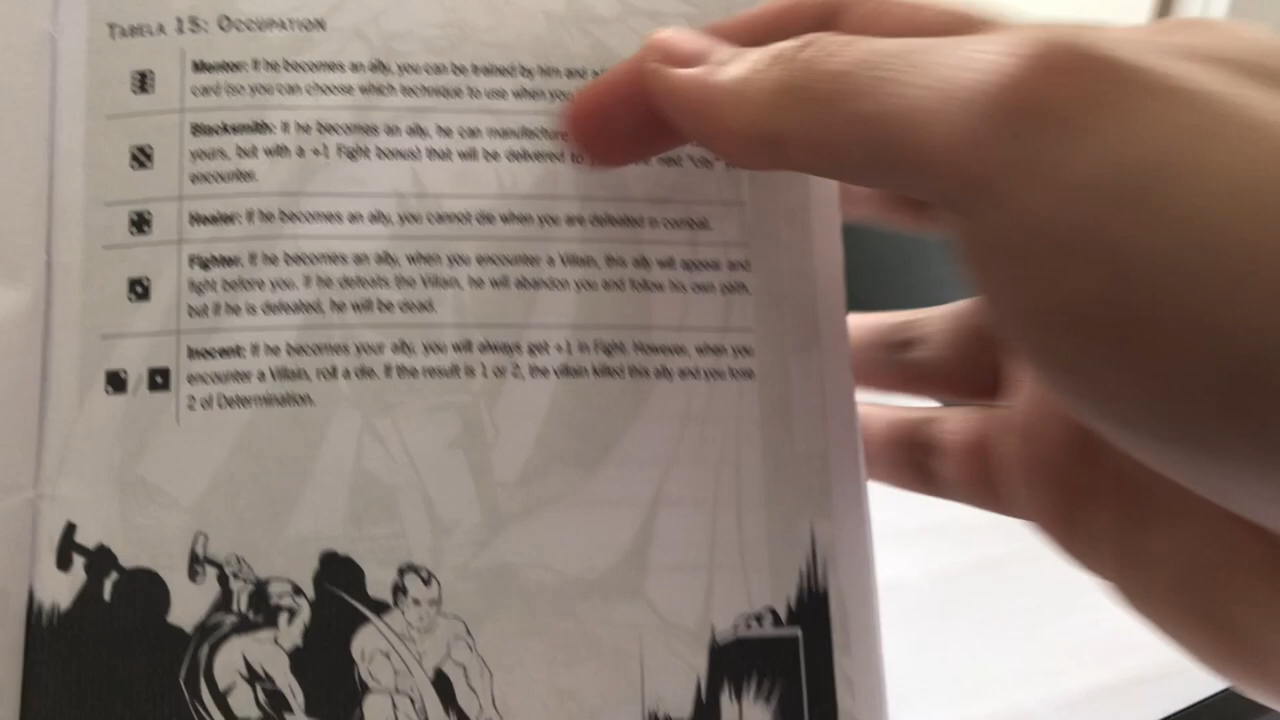 TABELA 15: OCCUPATION
Mentor: If he becomes an ally, you can be trained by him and
card (so you can choose which technique to use when you
Blacksmith: If he becomes an ally, he can manufacture
yours, but with a +1 Fight bonus) that will be delivered to next "city"
encounter.
Healer: If he becomes an ally, you cannot die when you are defeated in combat.
Fighter: If he becomes an ally, when you encounter a Villain, this ally will appear and
fight before you. If he defeats the Villain, he will abandon you and follow his own path,
but if he is defeated, he will be dead.
Inocent: If he becomes your ally, you will always get +1 in Fight. However, when you
encounter a Villain, roll a die. If the result is 1 or 2, the villain killed this ally and you lose
2 of Determination.